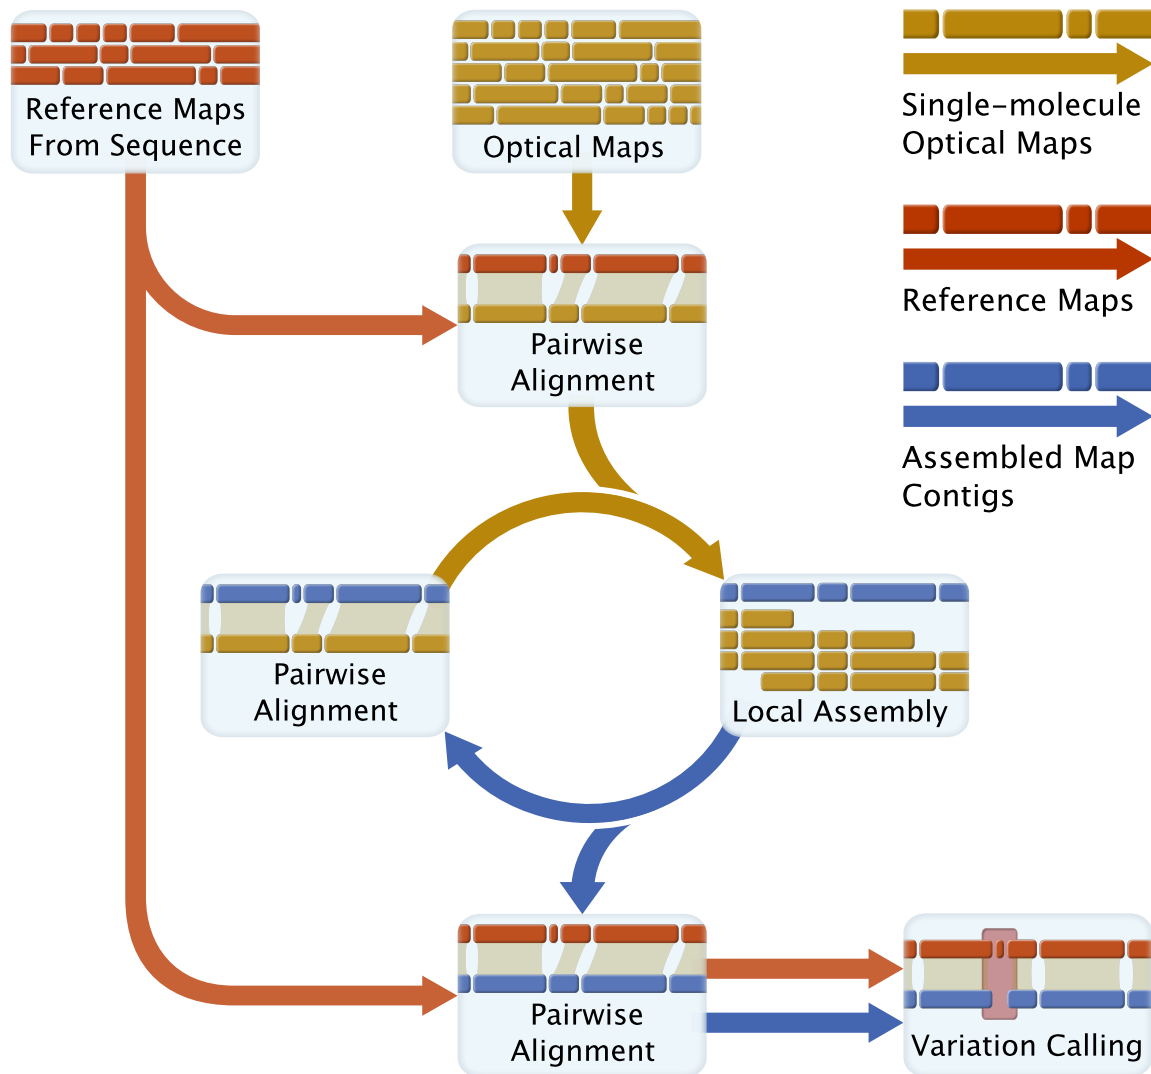 Reference Maps
From Sequence
Optical Maps
Single-molecule
Optical Maps
Reference Maps
Assembled Map
Contigs
Pairwise
Alignment
Pairwise
Alignment
Local Assembly
Pairwise
Alignment
Variation Calling